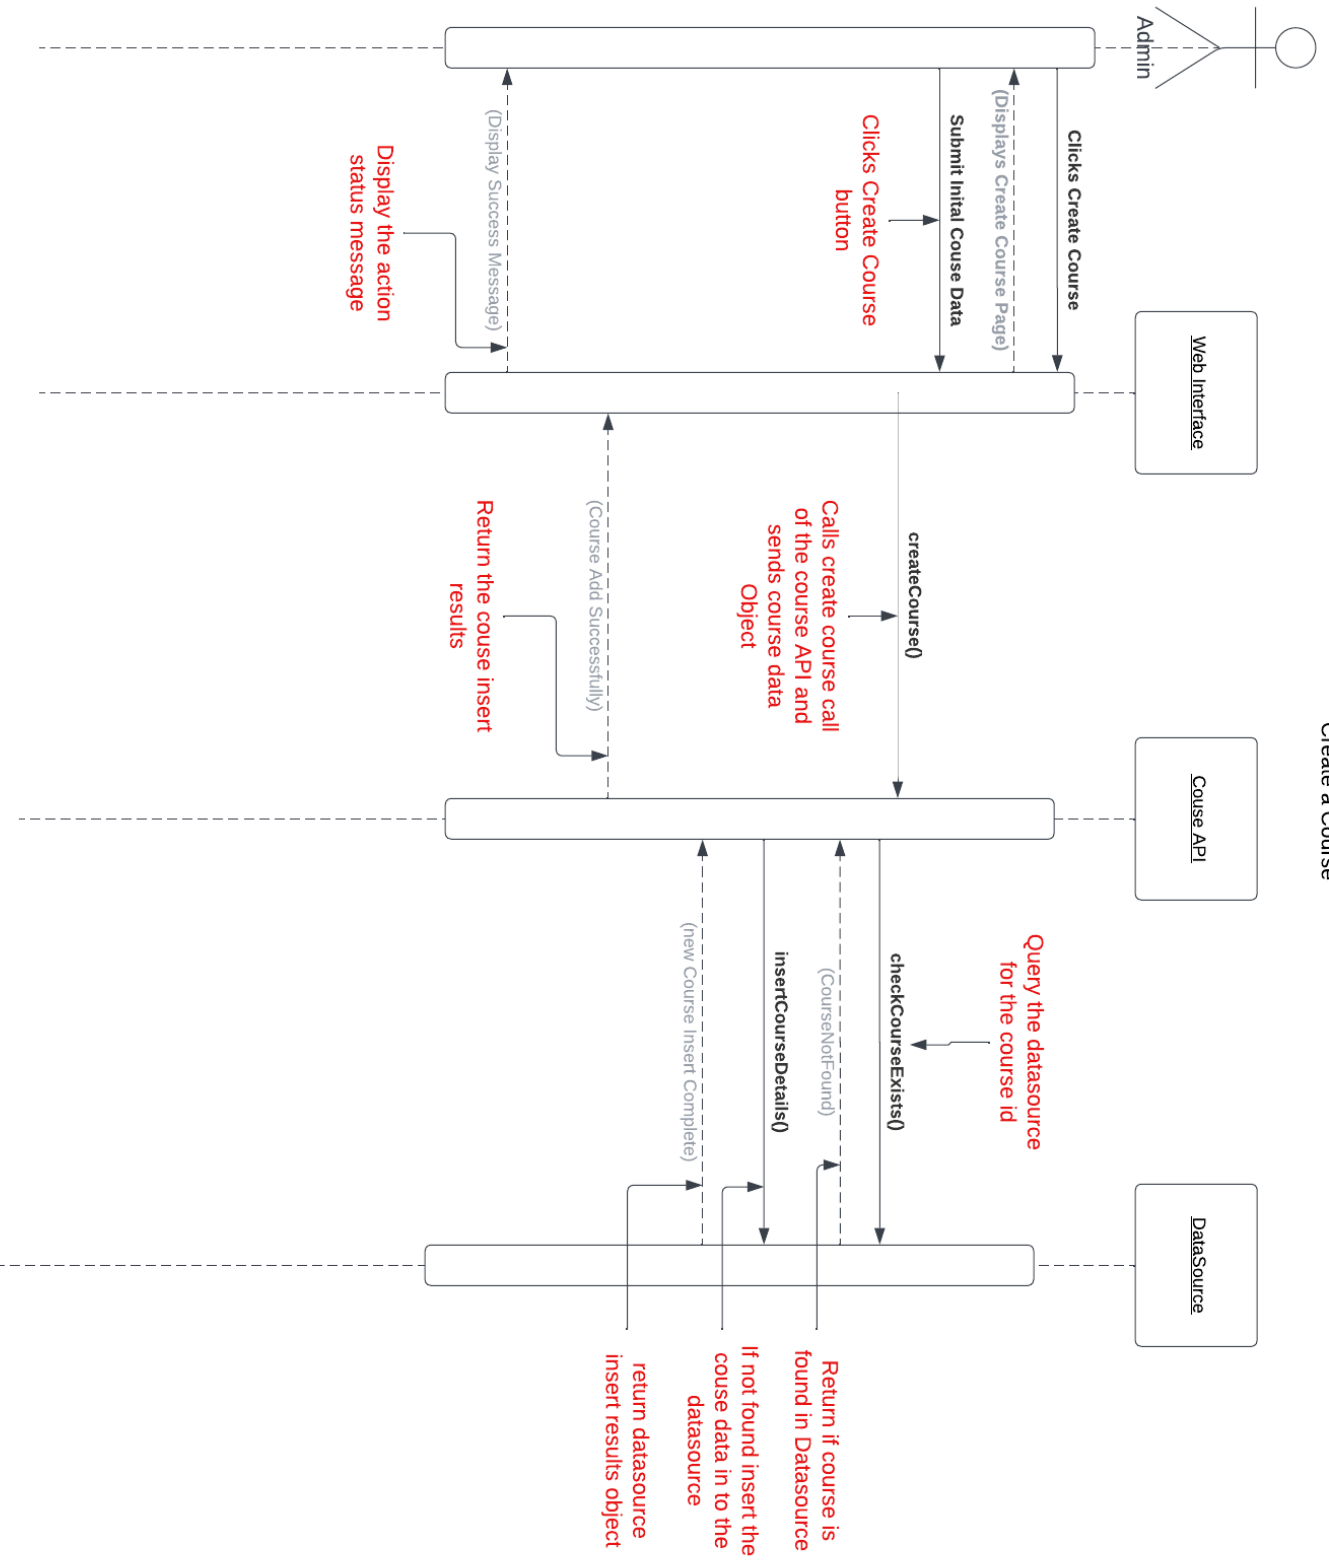 Create a Course
Admin
Web Interface
Couse API
DataSource
Clicks Create Course
(Displays Create Course Page)
Submit Inital Couse Data
Clicks Create Course
button
createCourse()
Calls create course call
of the course API and
sends course data
Object
Query the datasource
for the course id
checkCourseExists()
(CourseNotFound)
Return if course is
found in Datasource
insertCourseDetails()
If not found insert the
couse data in to the
datasource
(new Course Insert Complete)
return datasource
insert results object
(Course Add Successfully)
Return the couse insert
results
(Display Success Message)
Display the action
status message